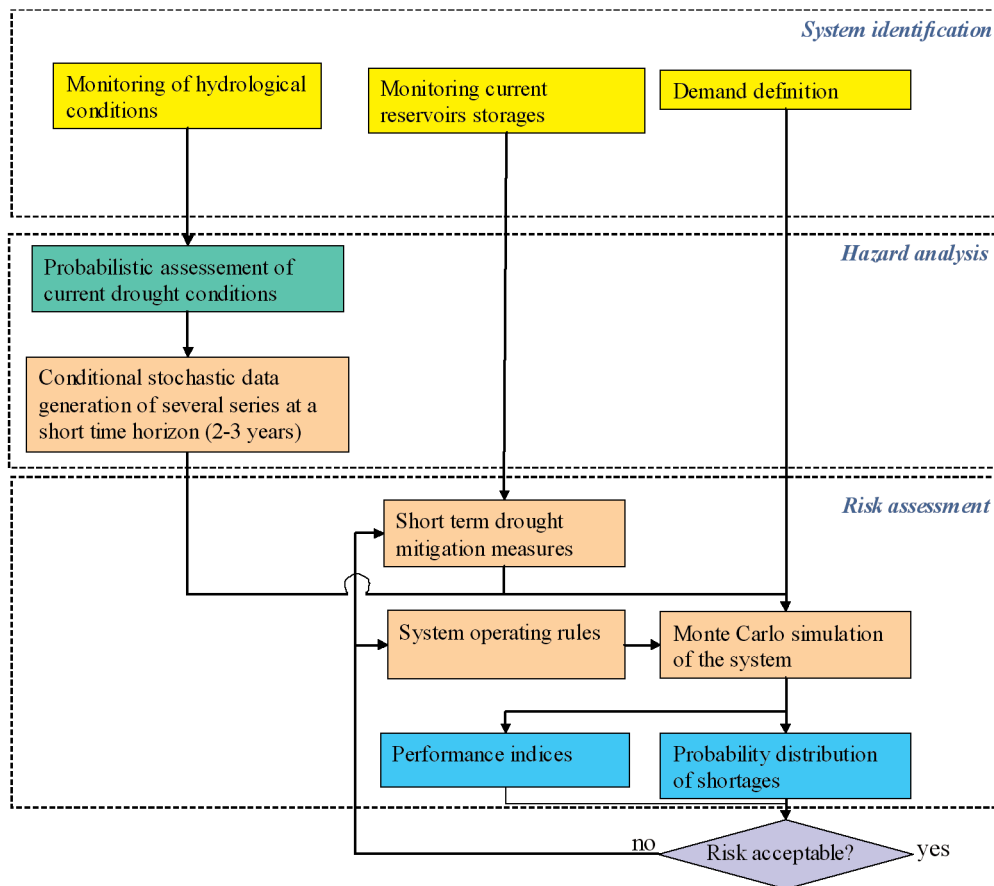 System identification
Monitoring of hydrological
conditions
Monitoring current
reservoirs storages
Demand definition
Hazard analysis
Probabilistic assessement of
current drought conditions
Conditional stochastic data
generation of several series at a
short time horizon (2-3 years)
Risk assessment
Short term drought
mitigation measures
System operating rules
Monte Carlo simulation
of the system
Performance indices
Probability distribution
of shortages
no
Risk acceptable?
yes